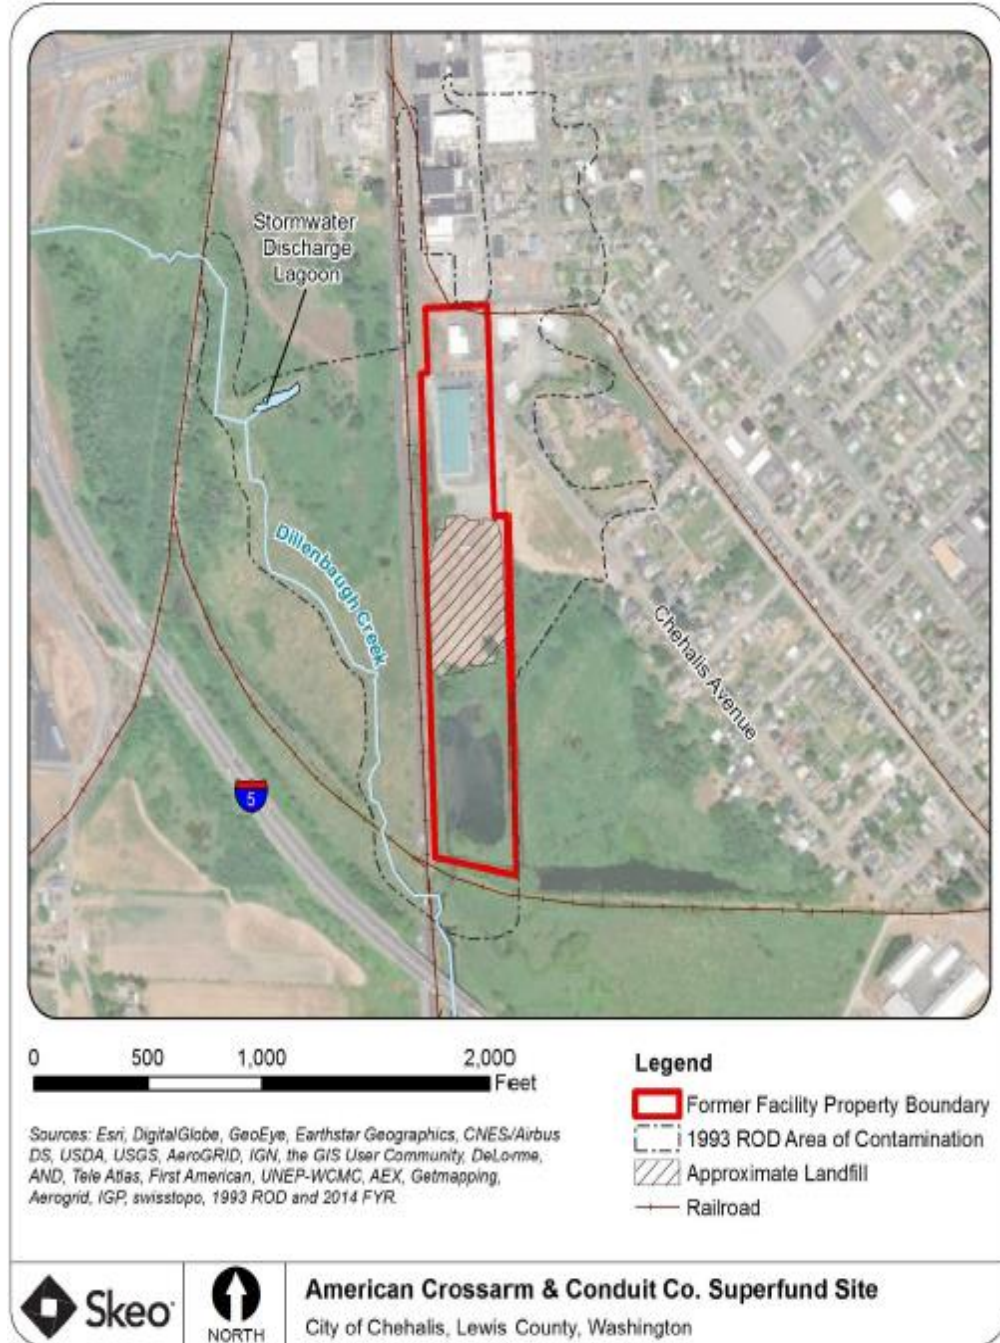 Stormwater
Discharge
Lagoon
Dillenbaugh Creek
Chehalis Avenue
5
0 500 1,000 2,000
Feet
Sources: Esri, DigitalGlobe, GeoEye, Earthstar Geographics, CNES/Airbus
DS, USDA, USGS, AeroGRID, IGN, the GIS User Community, DeLorme,
AND, Tele Atlas, First American, UNEP-WCMC, AEX, Getmapping,
Aerogrid, IGP, swisstopo, 1993 ROD and 2014 FYR.
Legend
Former Facility Property Boundary
1993 ROD Area of Contamination
Approximate Landfill
Railroad
Skeo
NORTH
American Crossarm & Conduit Co. Superfund Site
City of Chehalis, Lewis County, Washington